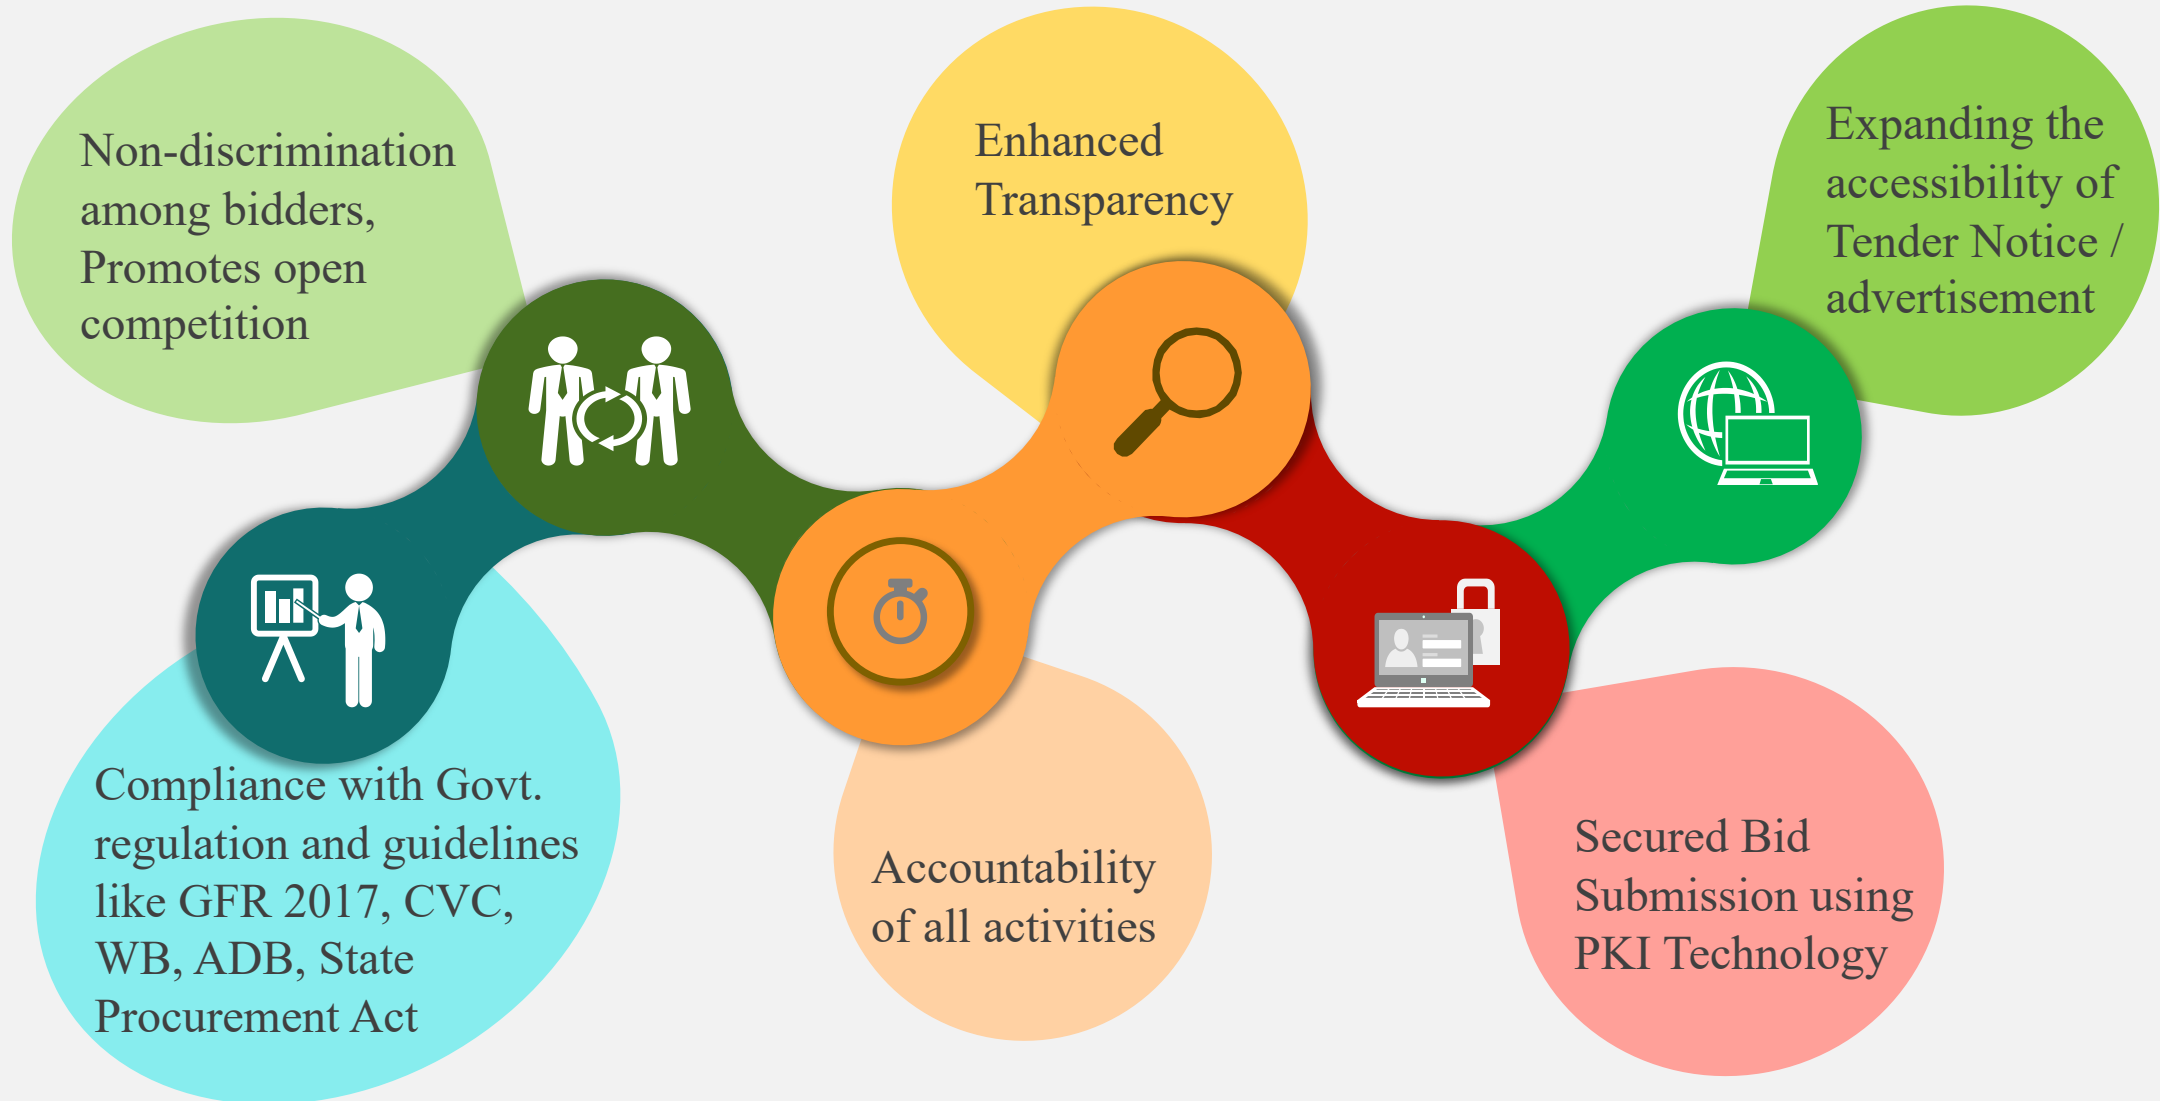 Non-discrimination
among bidders,
Promotes open
competition
Enhanced
Transparency
Expanding the
accessibility of
Tender Notice /
advertisement
Compliance with Govt.
regulation and guidelines
like GFR 2017, CVC,
WB, ADB, State
Procurement Act
Accountability
of all activities
Secured Bid
Submission using
PKI Technology